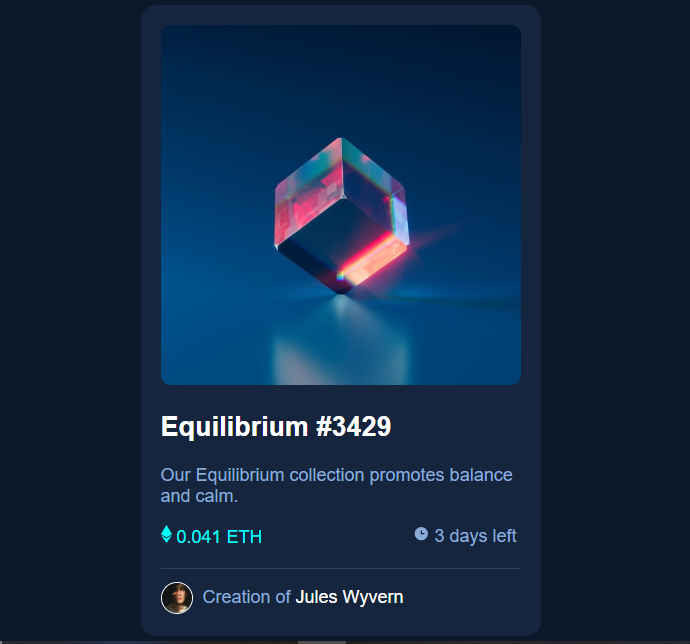 Equilibrium #3429
Our Equilibrium collection promotes balance
and calm.
0.041 ETH
3 days left
Creation of Jules Wyvern